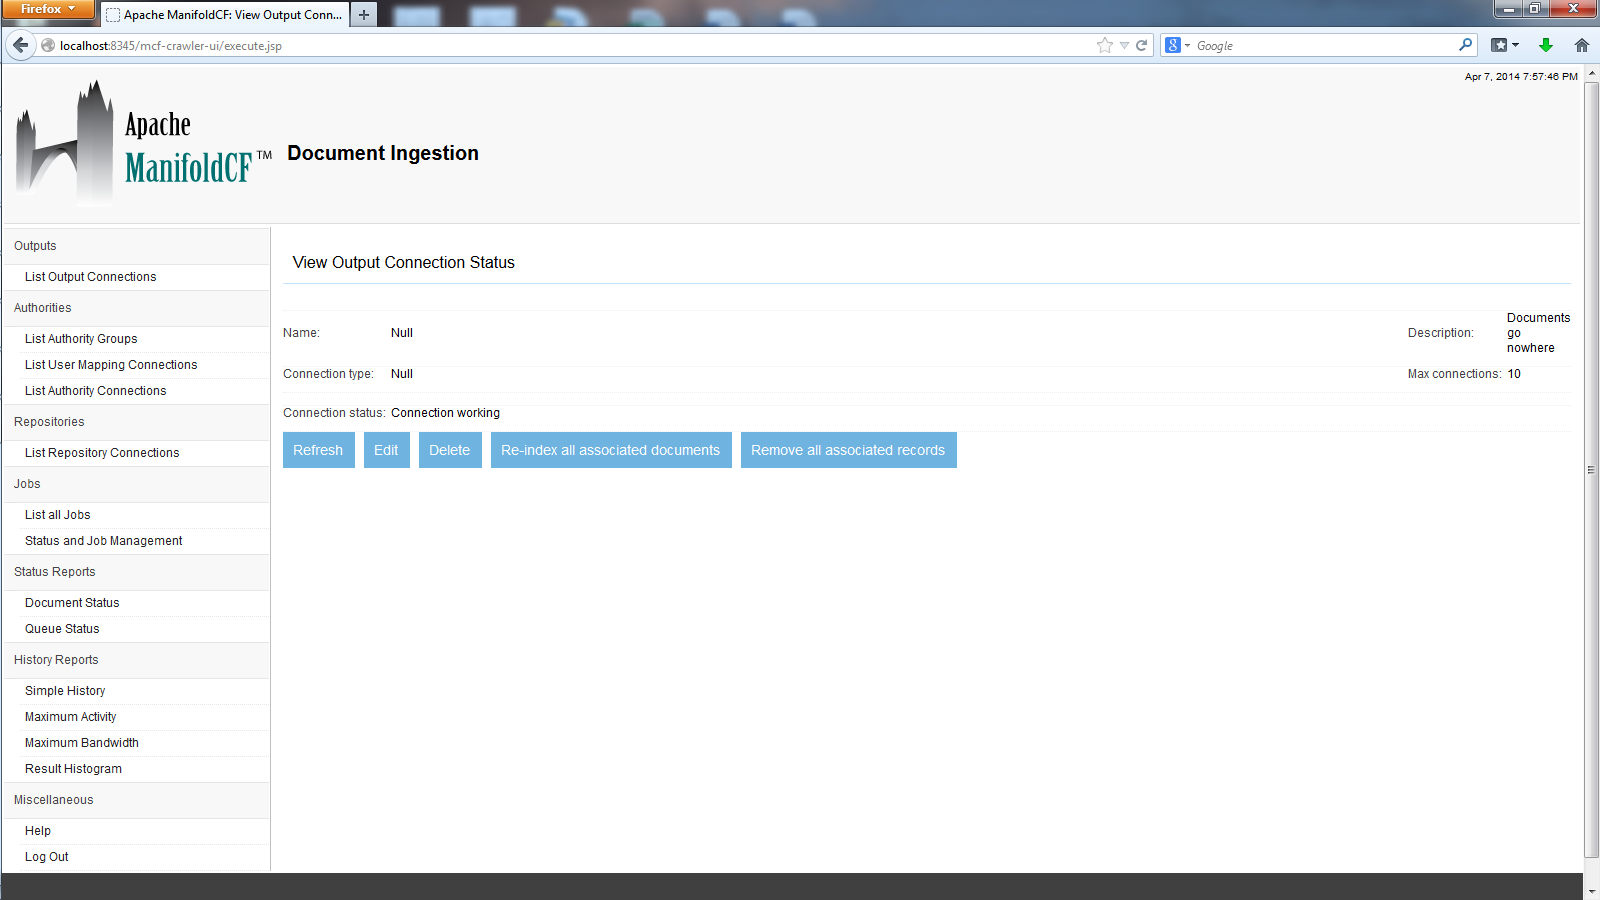 Firefox
Apache ManifoldCF: View Output Conn...
localhost:8345/mcf-crawler-ui/execute.jsp
Google
Apr 7, 2014 7:57:46 PM
Apache
ManifoldCF™
Document Ingestion
Outputs
List Output Connections
Authorities
List Authority Groups
List User Mapping Connections
List Authority Connections
Repositories
List Repository Connections
Jobs
List all Jobs
Status and Job Management
Status Reports
Document Status
Queue Status
History Reports
Simple History
Maximum Activity
Maximum Bandwidth
Result Histogram
Miscellaneous
Help
Log Out
View Output Connection Status
Name: Null
Description: Documents
go
nowhere
Connection type: Null
Max connections: 10
Connection status: Connection working
Refresh Edit Delete Re-index all associated documents Remove all associated records